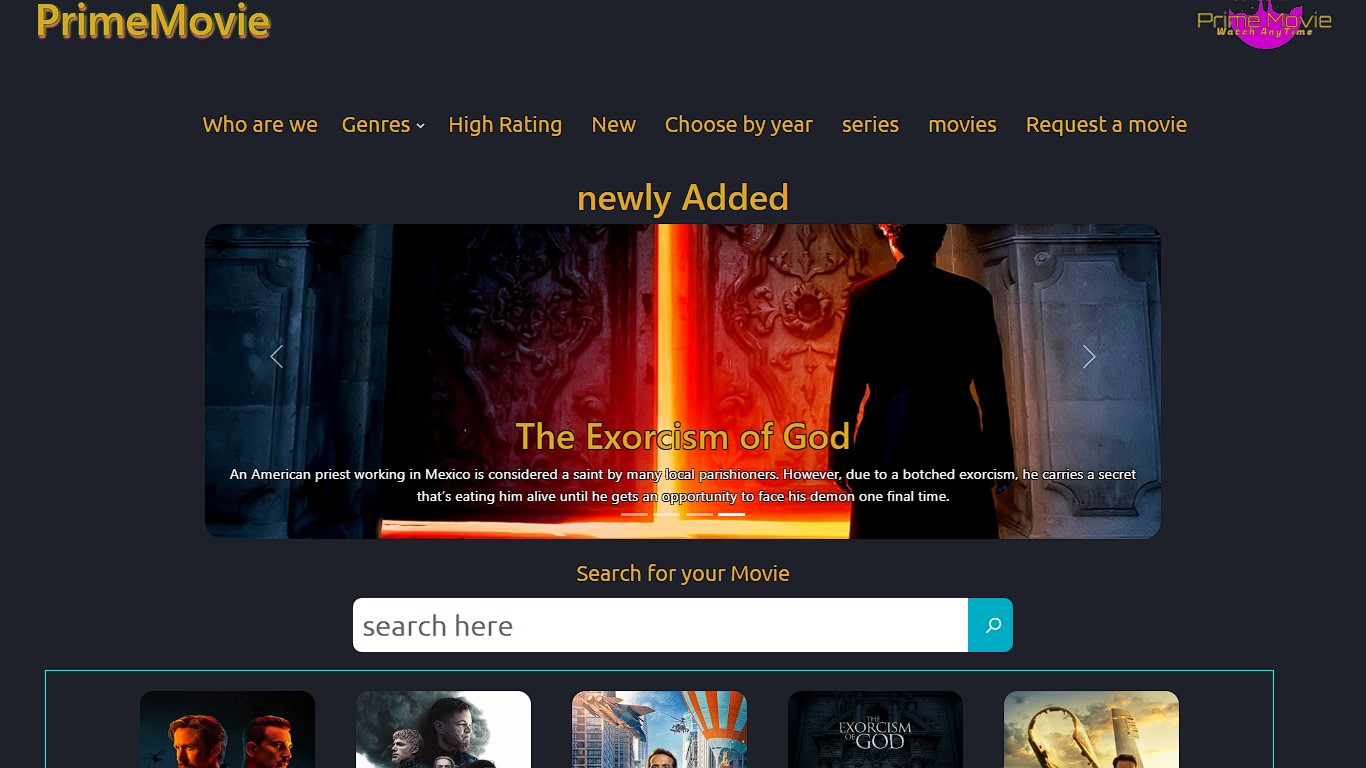 PrimeMovie
Prime Movie
Watch AnyTime
Who are we Genres High Rating New Choose by year series movies Request a movie
newly Added
The Exorcism of God
An American priest working in Mexico is considered a saint by many local parishioners. However, due to a botched exorcism, he carries a secret
that’s eating him alive until he gets an opportunity to face his demon one final time.
Search for your Movie
search here
THE
EXORCISM
OF GOD